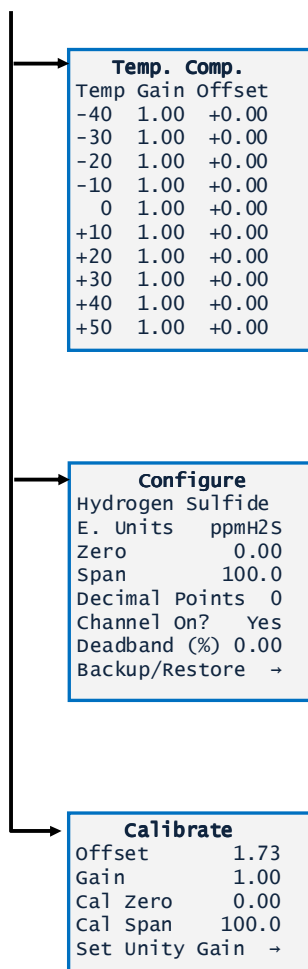 Temp. Comp.
Temp Gain Offset
-40 1.00 +0.00
-30 1.00 +0.00
-20 1.00 +0.00
-10 1.00 +0.00
0 1.00 +0.00
+10 1.00 +0.00
+20 1.00 +0.00
+30 1.00 +0.00
+40 1.00 +0.00
+50 1.00 +0.00
Configure
Hydrogen Sulfide
E. Units ppmH2S
Zero 0.00
Span 100.0
Decimal Points 0
Channel On? Yes
Deadband (%) 0.00
Backup/Restore →
Calibrate
Offset 1.73
Gain 1.00
Cal Zero 0.00
Cal Span 100.0
Set Unity Gain →